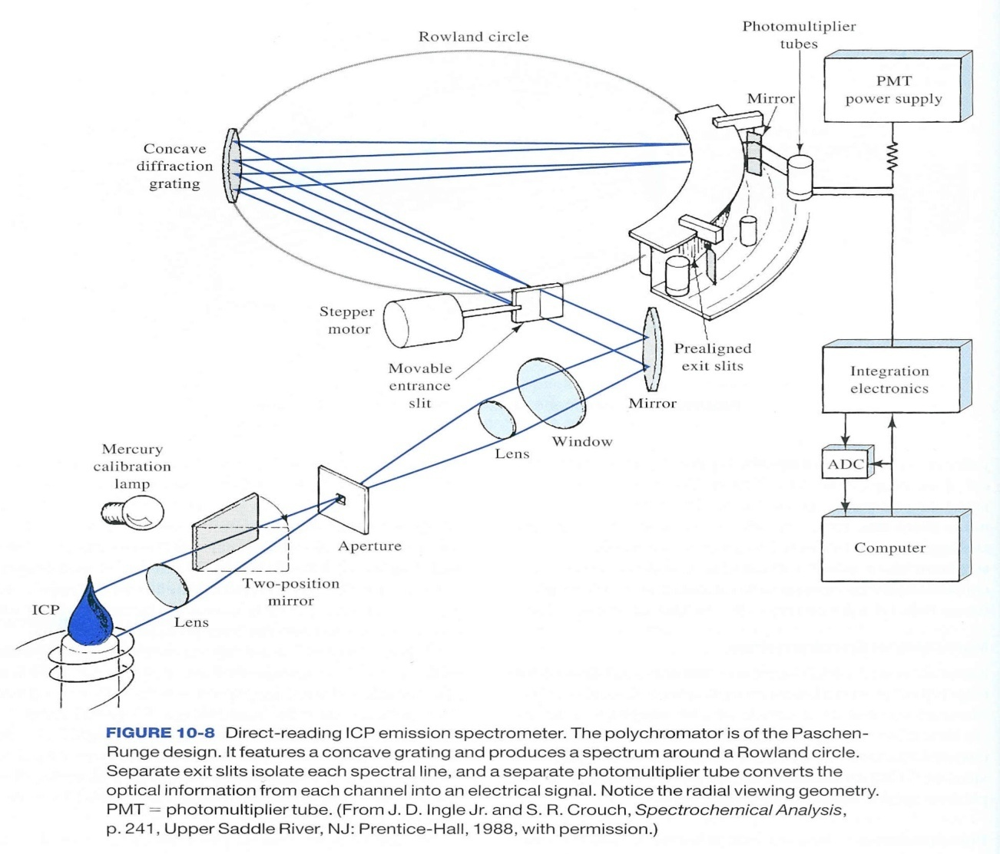 Rowland circle
Photomultiplier
tubes
PMT
power supply
Mirror
Concave
diffraction
grating
Stepper
motor
Movable
entrance
slit
Prealigned
exit slits
Mirror
Integration
electronics
Window
Lens
ADC
Mercury
calibration
lamp
Aperture
Computer
Two-position
mirror
ICP
Lens
FIGURE 10-8 Direct-reading ICP emission spectrometer. The polychromator is of the Paschen-
Runge design. It features a concave grating and produces a spectrum around a Rowland circle.
Separate exit slits isolate each spectral line, and a separate photomultiplier tube converts the
optical information from each channel into an electrical signal. Notice the radial viewing geometry.
PMT = photomultiplier tube. (From J. D. Ingle Jr. and S. R. Crouch, Spectrochemical Analysis,
p. 241, Upper Saddle River, NJ: Prentice-Hall, 1988, with permission.)